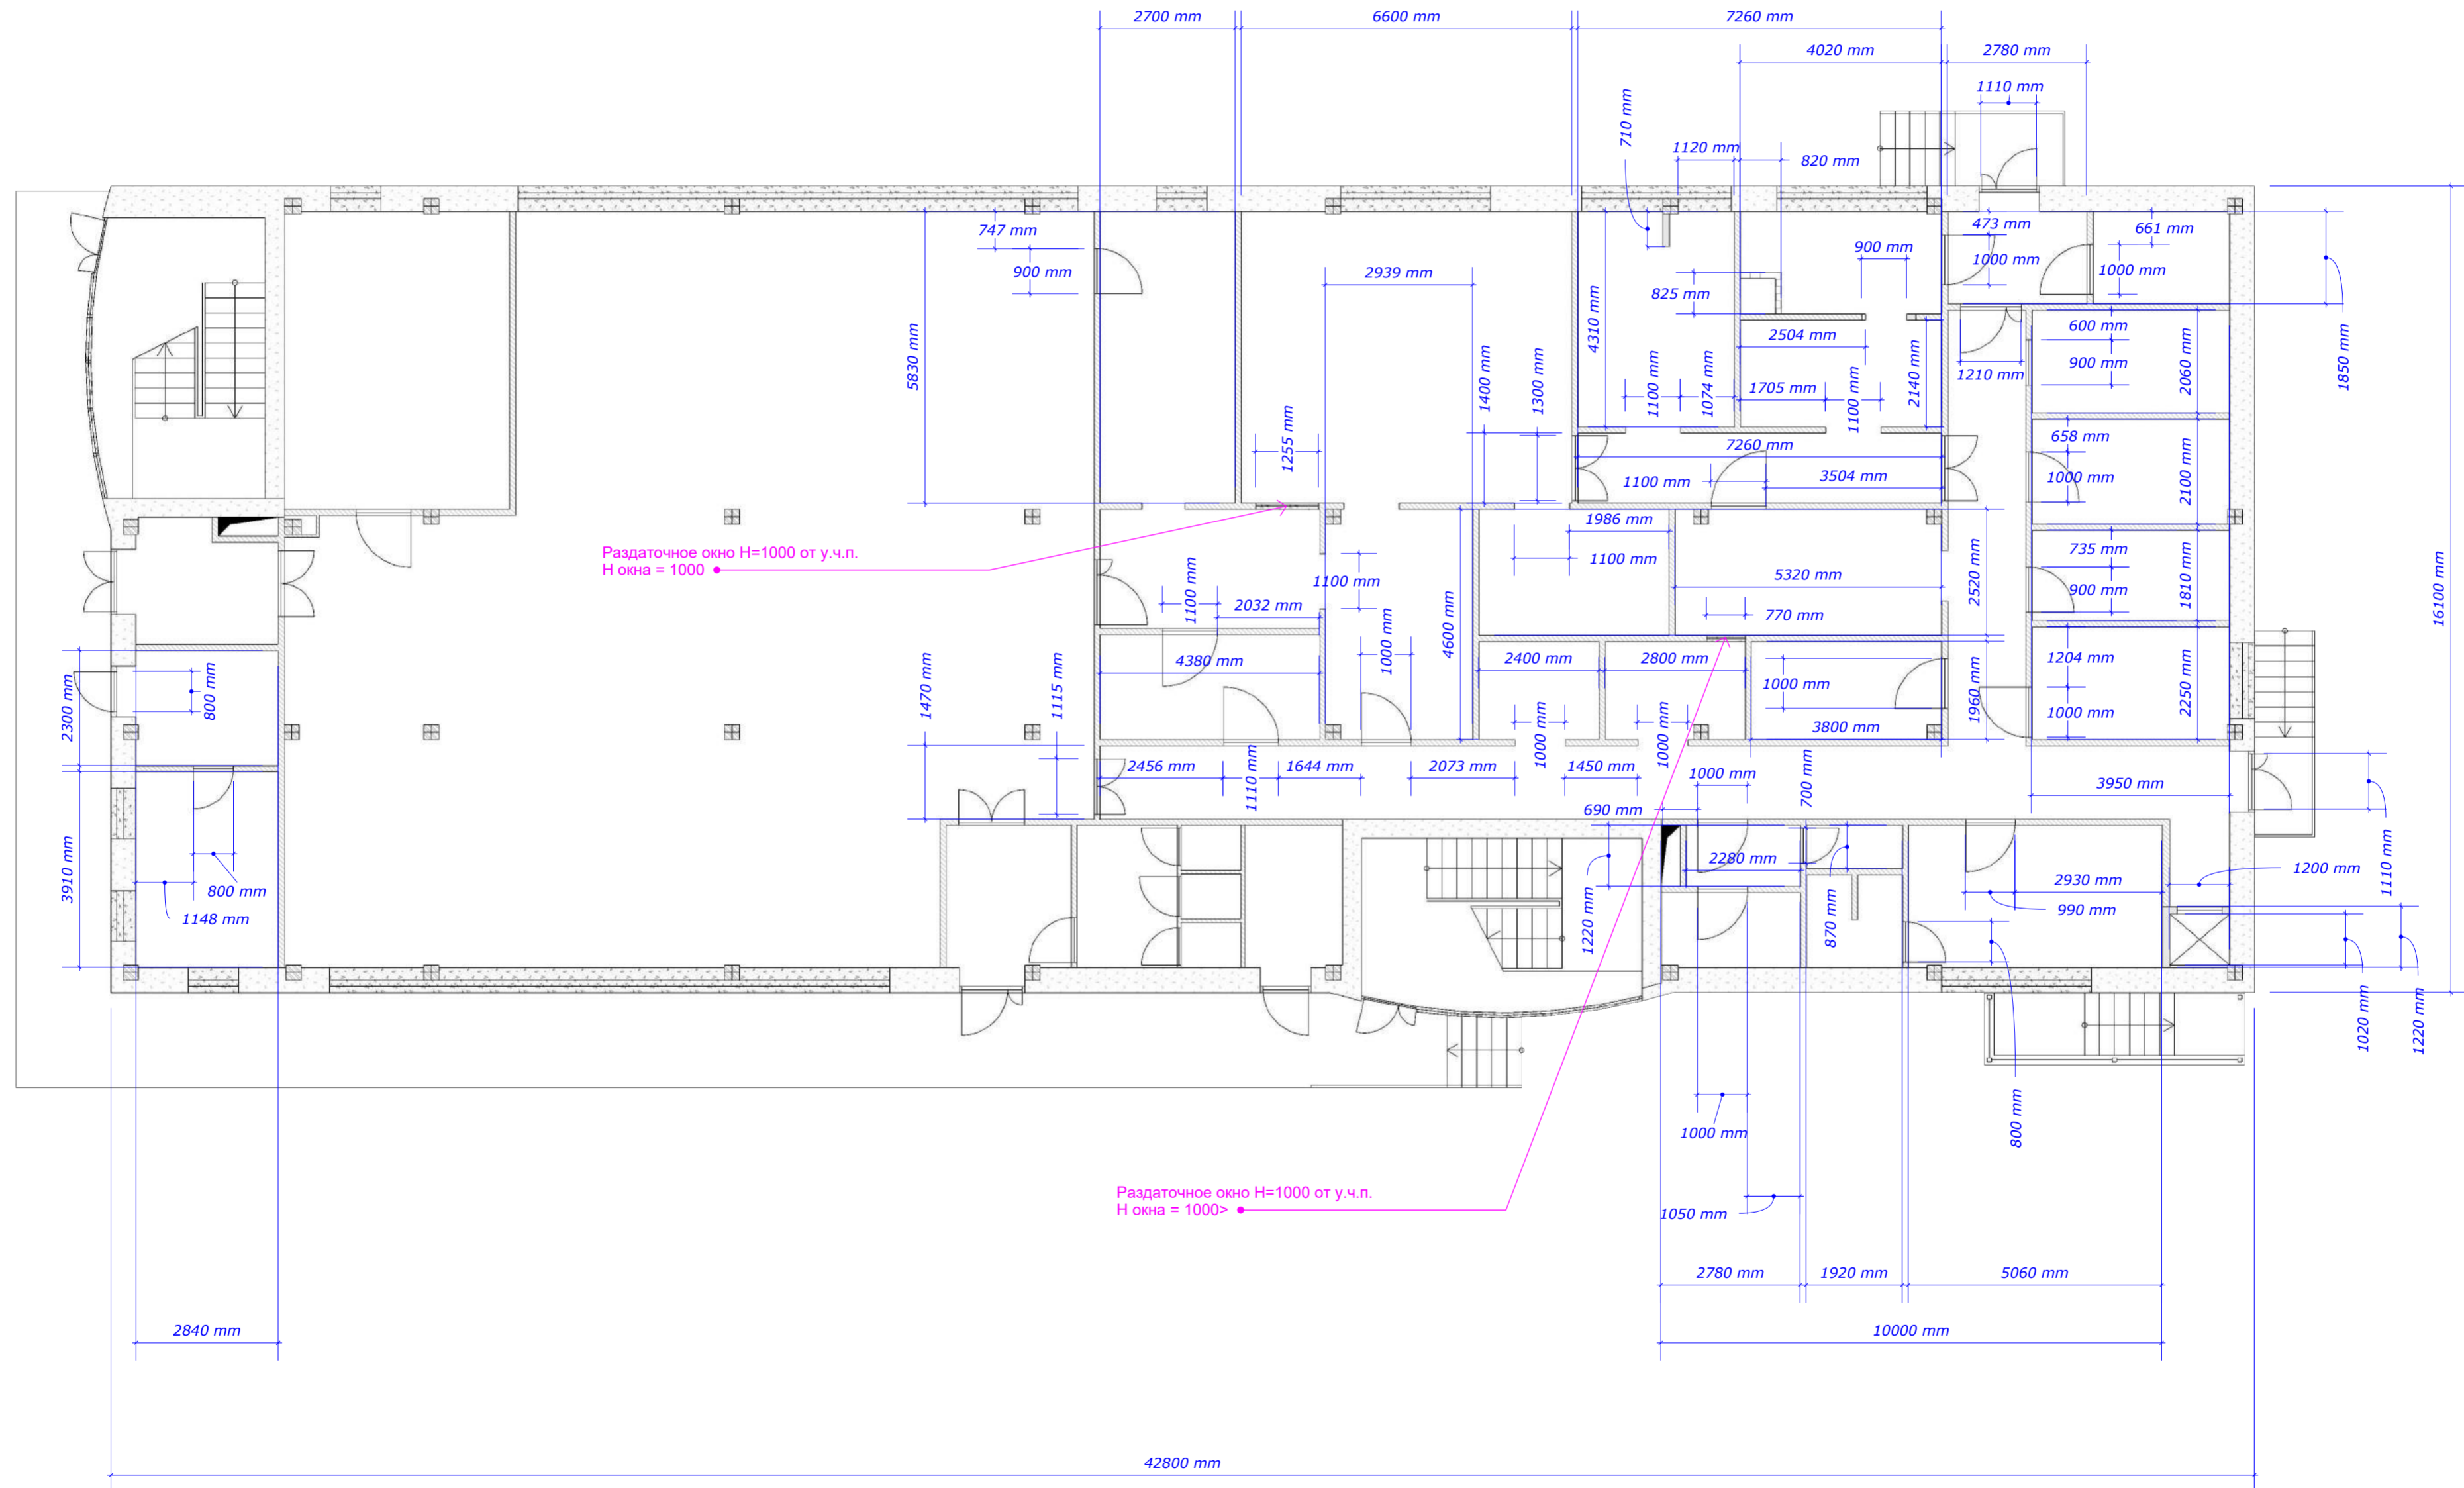 2700 mm
6600 mm
7260 mm
4020 mm
2780 mm
1110 mm
710 mm
1120 mm
820 mm
747 mm
900 mm
473 mm
661 mm
1000 mm
1000 mm
900 mm
2939 mm
825 mm
4310 mm
600 mm
900 mm
2060 mm
1850 mm
2504 mm
5830 mm
1400 mm
1300 mm
1100 mm
1074 mm
1705 mm
1100 mm
2140 mm
1210 mm
1255 mm
7260 mm
658 mm
1000 mm
2100 mm
1100 mm
3504 mm
1986 mm
1100 mm
Раздаточное окно Н=1000 от у.ч.п.
Н окна = 1000
1100 mm
1100 mm
2032 mm
5320 mm
2520 mm
735 mm
900 mm
1810 mm
16100 mm
770 mm
4600 mm
1000 mm
4380 mm
2400 mm
2800 mm
1000 mm
1960 mm
1204 mm
1000 mm
2250 mm
2300 mm
800 mm
1470 mm
1115 mm
3800 mm
2456 mm
1110 mm
1644 mm
2073 mm
1000 mm
1450 mm
1000 mm
1000 mm
700 mm
3950 mm
690 mm
3910 mm
800 mm
1148 mm
2280 mm
1220 mm
870 mm
2930 mm
990 mm
1200 mm
1110 mm
1020 mm
1220 mm
800 mm
1000 mm
Раздаточное окно Н=1000 от у.ч.п.
Н окна = 1000>
1050 mm
2780 mm
1920 mm
5060 mm
2840 mm
10000 mm
42800 mm